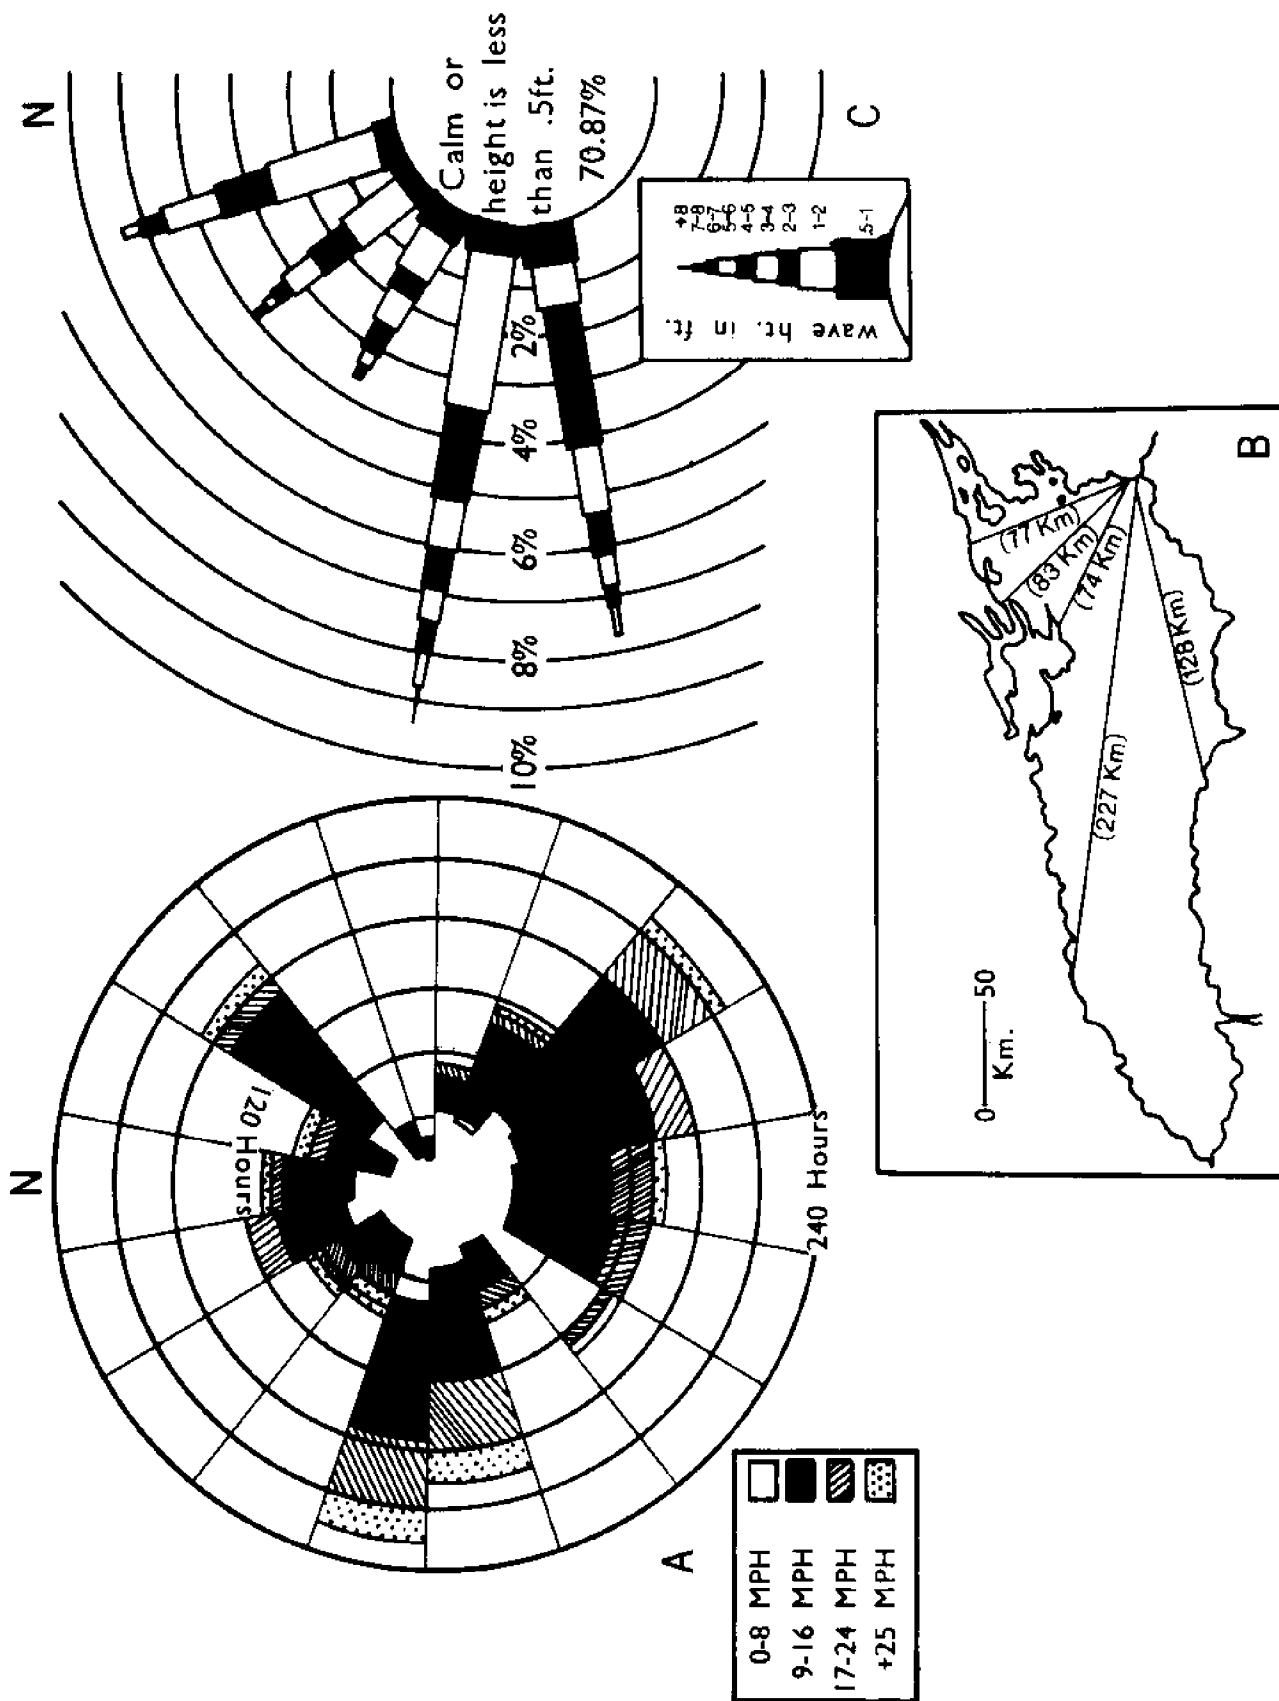 N
120 Hours
240 Hours
A
0-8 MPH
9-16 MPH
17-24 MPH
+25 MPH
N
Calm or
height is less
than .5ft.
70.87%
2%
4%
6%
8%
10%
C
wave ht. in ft.
+8
7-8
6-7
5-6
4-5
3-4
2-3
1-2
.5-1
(77 Km)
(83 Km)
(74 Km)
(227 Km)
(128 Km)
0 50
Km.
B